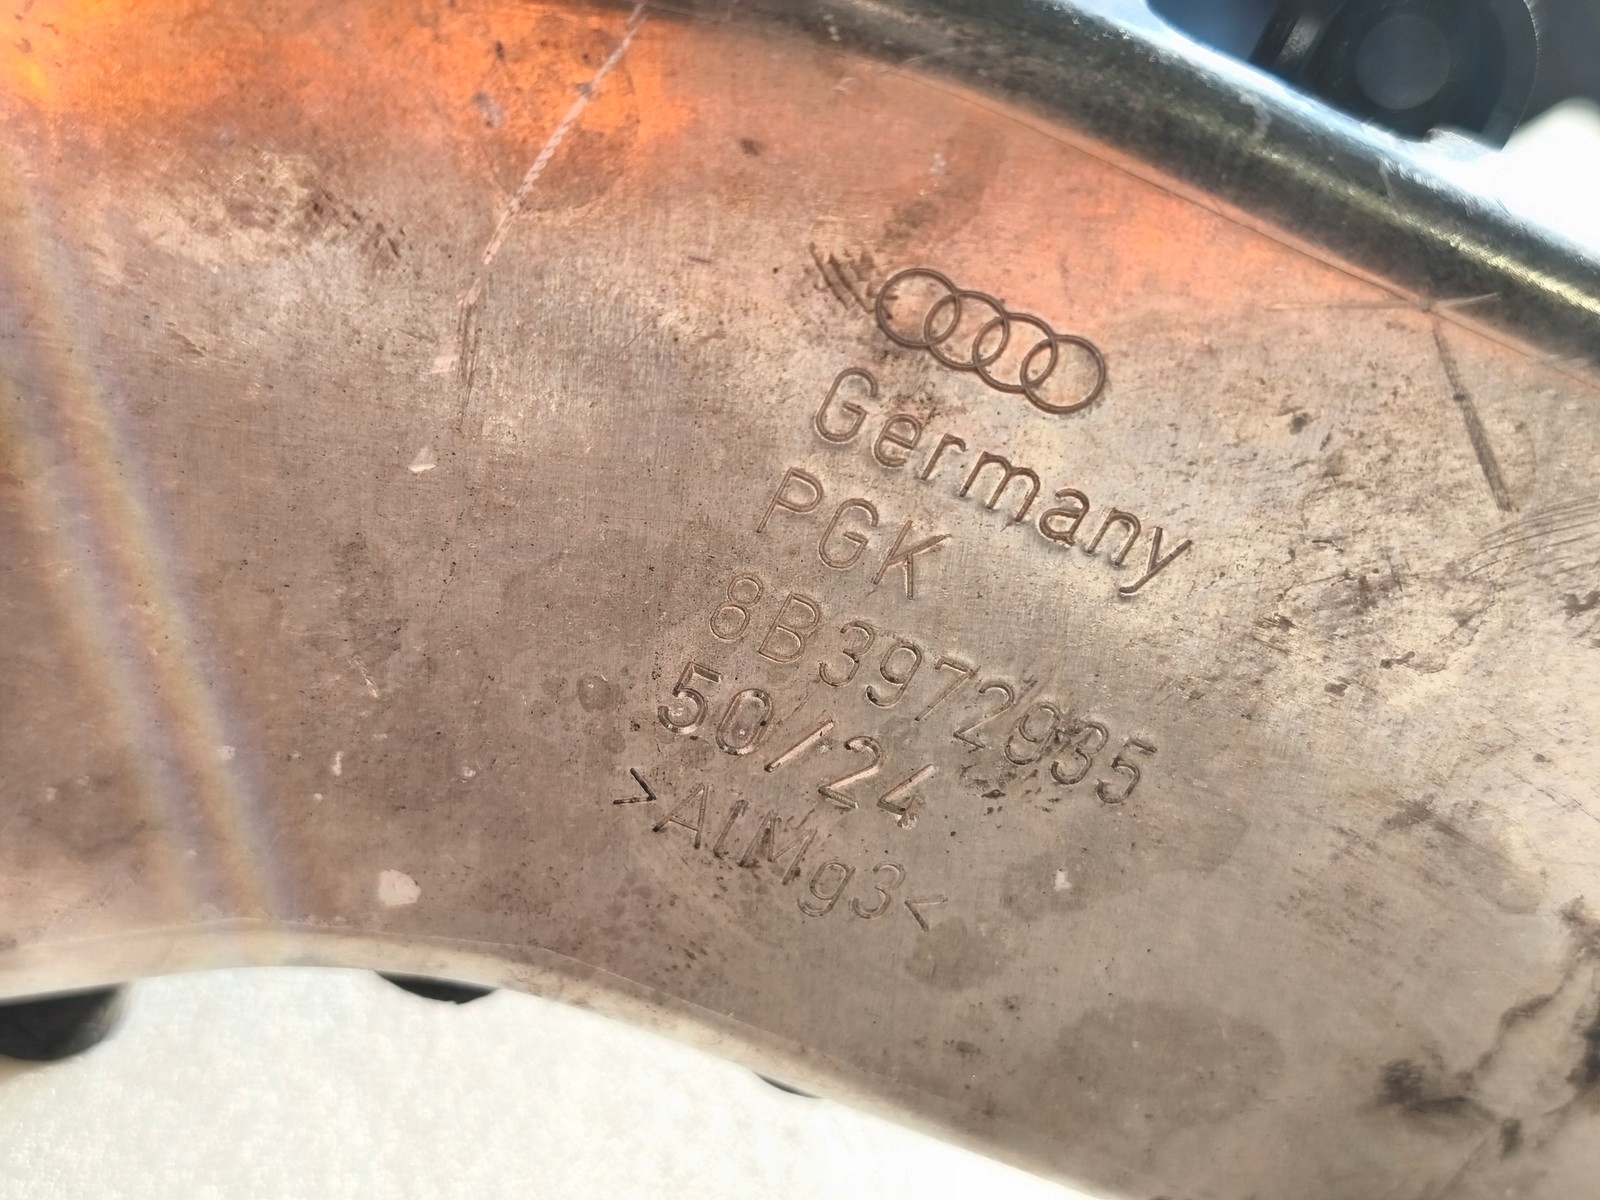 Germany
PGK
8B3972935
50/24
>AlMg3<